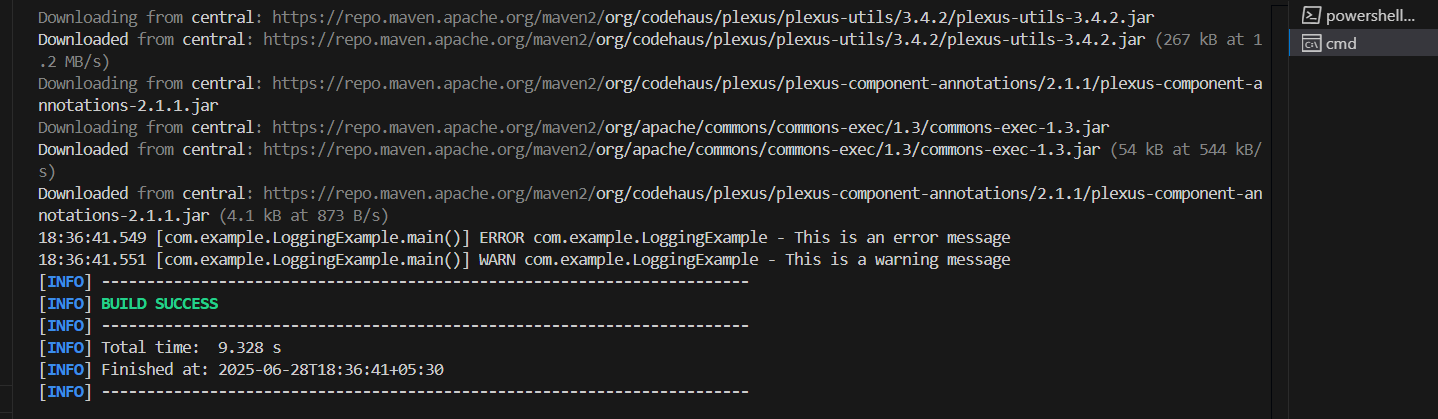 Downloading from central: https://repo.maven.apache.org/maven2/org/codehaus/plexus/plexus-utils/3.4.2/plexus-utils-3.4.2.jar
Downloaded from central: https://repo.maven.apache.org/maven2/org/codehaus/plexus/plexus-utils/3.4.2/plexus-utils-3.4.2.jar (267 kB at 1
.2 MB/s)
Downloading from central: https://repo.maven.apache.org/maven2/org/codehaus/plexus/plexus-component-annotations/2.1.1/plexus-component-a
nnotations-2.1.1.jar
Downloading from central: https://repo.maven.apache.org/maven2/org/apache/commons/commons-exec/1.3/commons-exec-1.3.jar
Downloaded from central: https://repo.maven.apache.org/maven2/org/apache/commons/commons-exec/1.3/commons-exec-1.3.jar (54 kB at 544 kB/
s)
Downloaded from central: https://repo.maven.apache.org/maven2/org/codehaus/plexus/plexus-component-annotations/2.1.1/plexus-component-an
notations-2.1.1.jar (4.1 kB at 873 B/s)
18:36:41.549 [com.example.LoggingExample.main()] ERROR com.example.LoggingExample - This is an error message
18:36:41.551 [com.example.LoggingExample.main()] WARN com.example.LoggingExample - This is a warning message
[INFO] ------------------------------------------------------------------------
[INFO] BUILD SUCCESS
[INFO] ------------------------------------------------------------------------
[INFO] Total time:  9.328 s
[INFO] Finished at: 2025-06-28T18:36:41+05:30
[INFO] ------------------------------------------------------------------------
powershell...
cmd